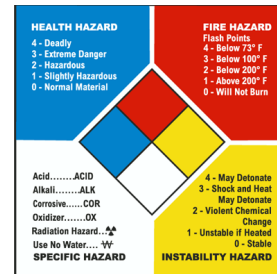 HEALTH HAZARD
4 - Deadly
3 - Extreme Danger
2 - Hazardous
1 - Slightly Hazardous
0 - Normal Material
FIRE HAZARD
Flash Points
4 - Below 73° F
3 - Below 100° F
2 - Below 200° F
1 - Above 200° F
0 - Will Not Burn
Acid........ACID
Alkali........ALK
Corrosive......COR
Oxidizer......OX
Radiation Hazard...☢
Use No Water.... W
SPECIFIC HAZARD
4 - May Detonate
3 - Shock and Heat
May Detonate
2 - Violent Chemical
Change
1 - Unstable if Heated
0 - Stable
INSTABILITY HAZARD